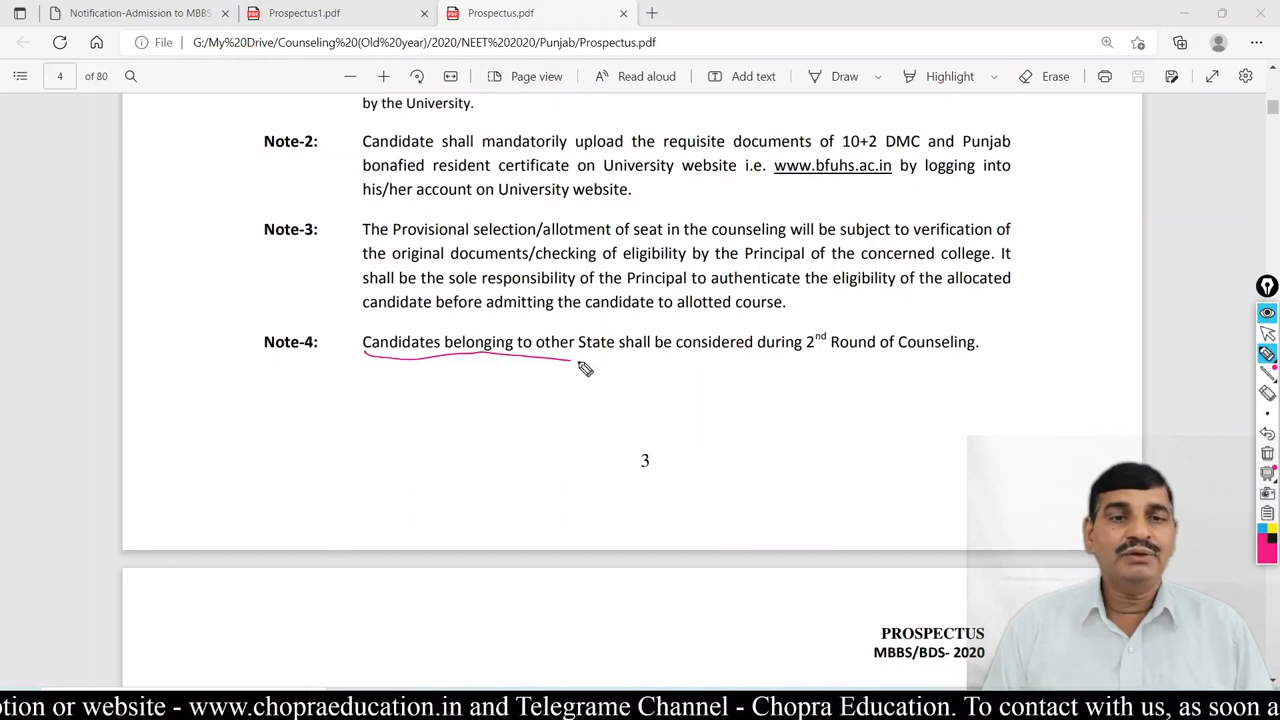 Notification-Admission to MBBS
Prospectus1.pdf
Prospectus.pdf
File
G:/My%20Drive/Counseling%20(Old%20year)/2020/NEET%202020/Punjab/Prospectus.pdf
4 of 80
Page view
Read aloud
Add text
Draw
Highlight
Erase
by the University.
Note-2: Candidate shall mandatorily upload the requisite documents of 10+2 DMC and Punjab
bonafied resident certificate on University website i.e. www.bfuhs.ac.in by logging into
his/her account on University website.
Note-3: The Provisional selection/allotment of seat in the counseling will be subject to verification of
the original documents/checking of eligibility by the Principal of the concerned college. It
shall be the sole responsibility of the Principal to authenticate the eligibility of the allocated
candidate before admitting the candidate to allotted course.
Note-4: Candidates belonging to other State shall be considered during 2nd Round of Counseling.
3
PROSPECTUS
MBBS/BDS- 2020
ption or website - www.chopraeducation.in and Telegrame Channel - Chopra Education. To contact with us, as soon a